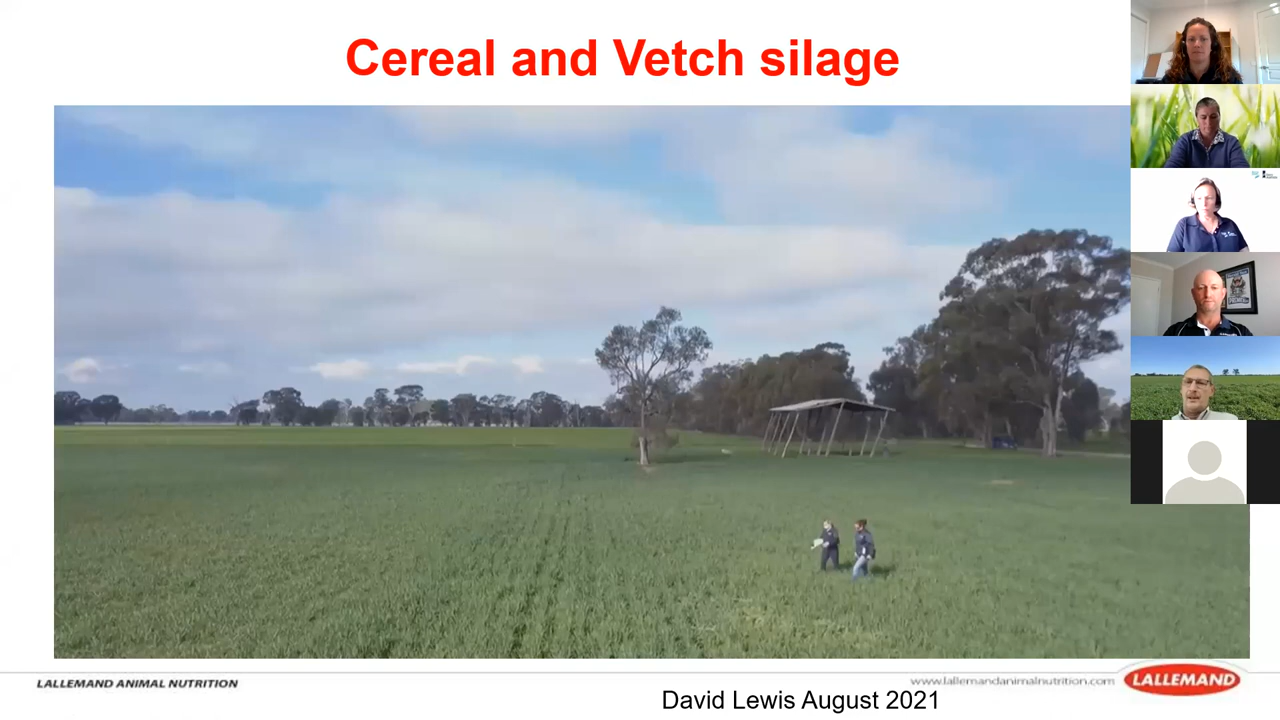 Cereal and Vetch silage
LALLEMAND ANIMAL NUTRITION
www.lallemandanimalnutrition.com
LALLEMAND
David Lewis August 2021